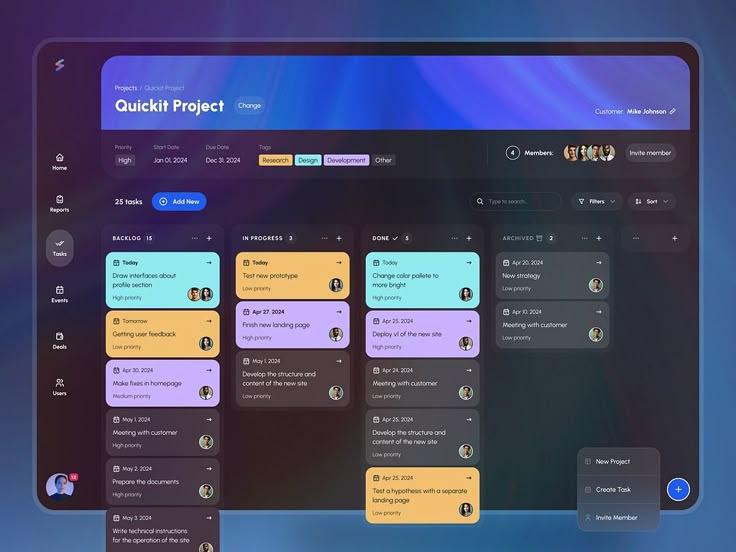 Projects / Quickit Project
Quickit Project
Change
Customer: Mike Johnson
Priority
High
Start Date
Jan 01, 2024
Due Date
Dec 31, 2024
Tags
Research
Design
Development
Other
4
Members:
Invite member
Home
Reports
Tasks
Events
Deals
Users
12
25 tasks
Add New
Type to search...
Filters
Sort
BACKLOG 15
Today
Draw interfaces about
profile section
High priority
Tomorrow
Getting user feedback
Low priority
Apr 30, 2024
Make fixes in homepage
Medium priority
May 1, 2024
Meeting with customer
High priority
May 2, 2024
Prepare the documents
High priority
May 3, 2024
Write technical instructions
for the operation of the site
IN PROGRESS 3
Today
Test new prototype
Low priority
Apr 27, 2024
Finish new landing page
High priority
May 1, 2024
Develop the structure and
content of the new site
Low priority
DONE 5
Today
Change color pallete to
more bright
High priority
Apr 25, 2024
Deploy v1 of the new site
High priority
Apr 24, 2024
Meeting with customer
Low priority
Apr 25, 2024
Develop the structure and
content of the new site
Low priority
Apr 25, 2024
Test a hypothesis with a separate
landing page
Low priority
ARCHIVED 2
Apr 20, 2024
New strategy
Low priority
Apr 10, 2024
Meeting with customer
Low priority
New Project
Create Task
Invite Member